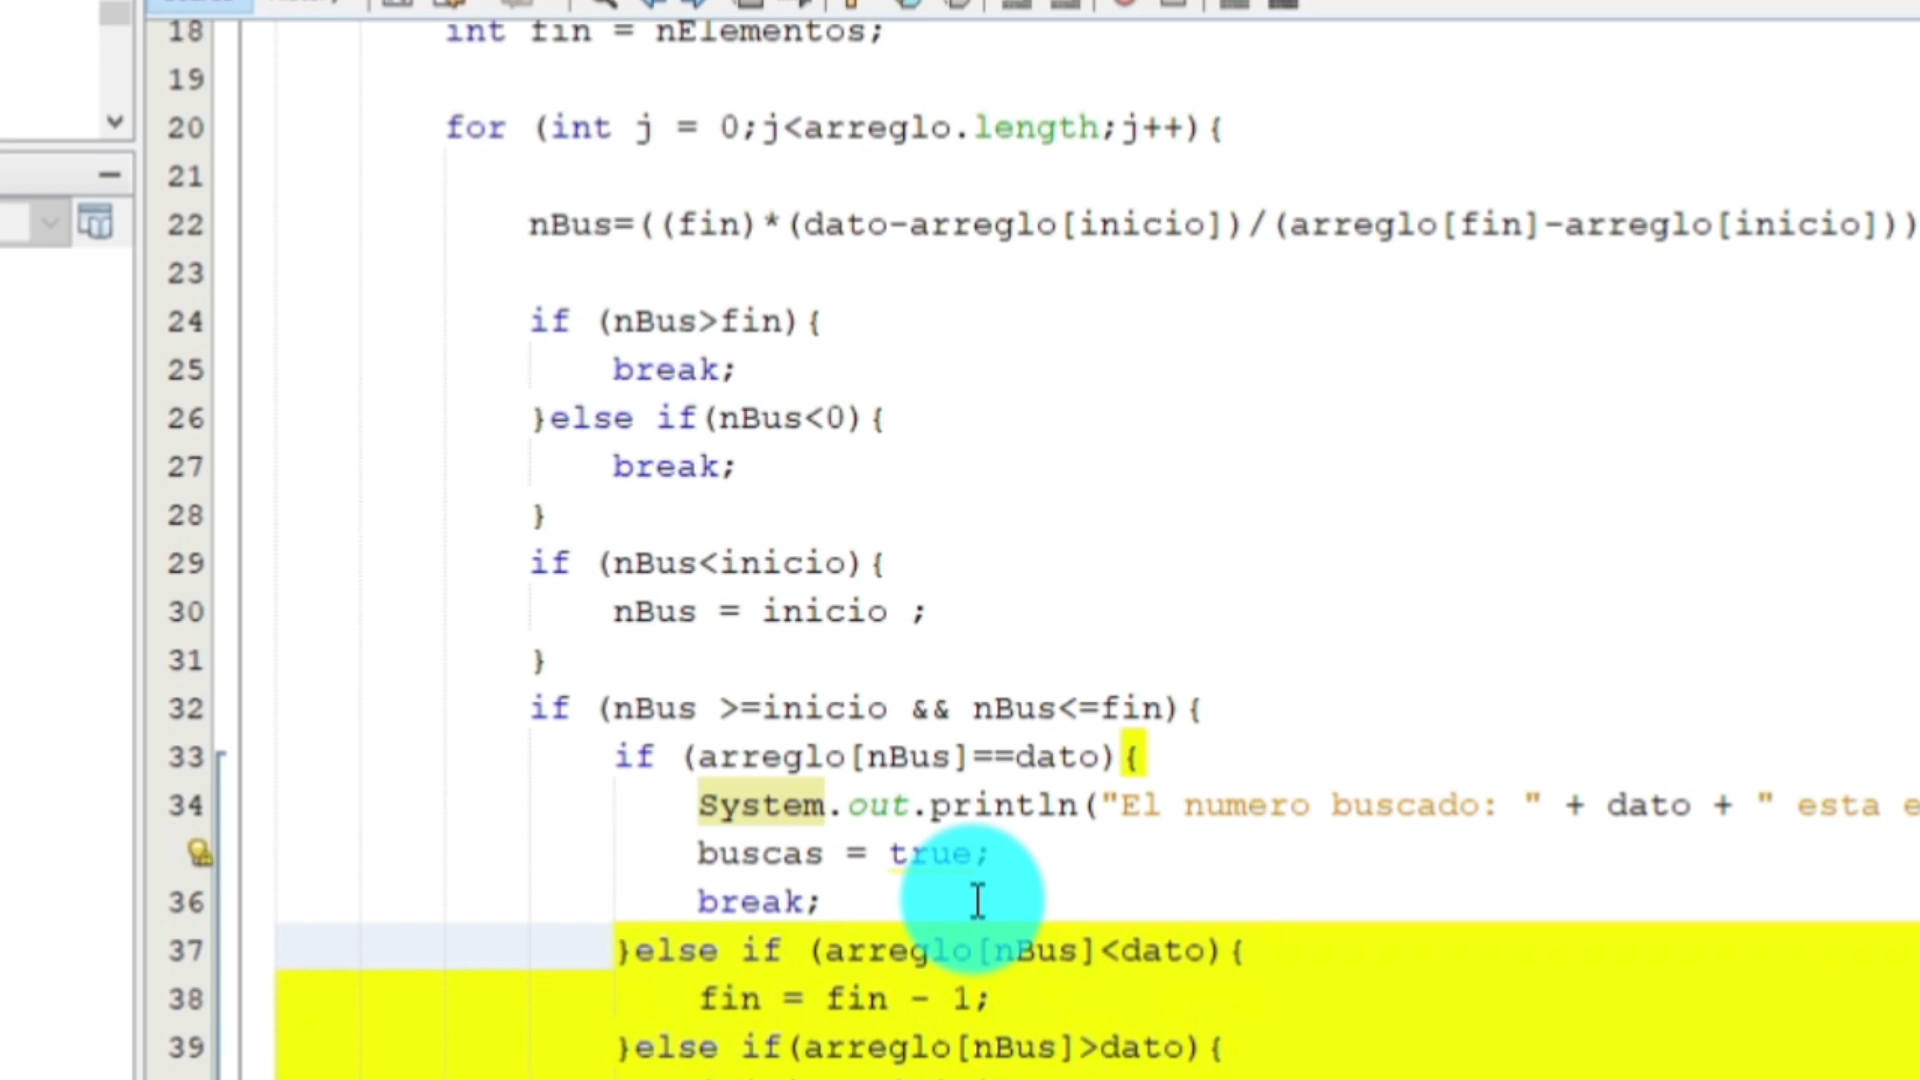 18 int fin = nElementos;
19
20 for (int j = 0;j<arreglo.length;j++){
21
22 nBus=((fin)*(dato-arreglo[inicio])/(arreglo[fin]-arreglo[inicio]))
23
24 if (nBus>fin){
25 break;
26 }else if(nBus<0){
27 break;
28 }
29 if (nBus<inicio){
30 nBus = inicio ;
31 }
32 if (nBus >=inicio && nBus<=fin){
33 if (arreglo[nBus]==dato){
34 System.out.println("El numero buscado: " + dato + " esta e
buscas = true;
36 break;
37 }else if (arreglo[nBus]<dato){
38 fin = fin - 1;
39 }else if(arreglo[nBus]>dato){